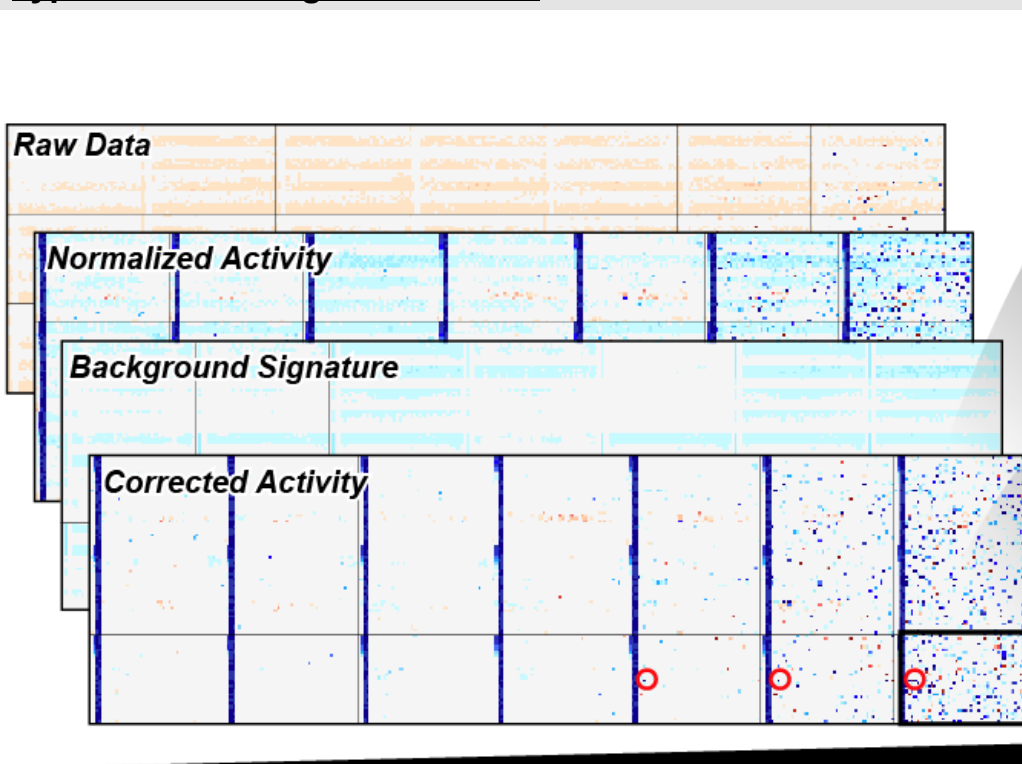 Raw Data
Normalized Activity
Background Signature
Corrected Activity